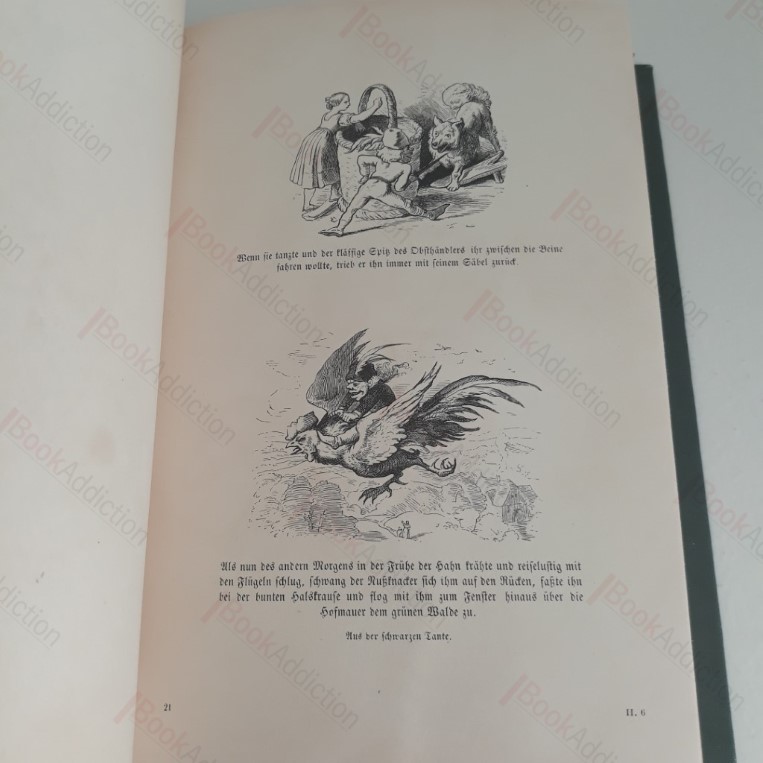 Wenn sie tanzte und der kläffige Spitz des Obsthändlers ihr zwischen die Beine
fahren wollte, trieb er ihn immer mit seinem Säbel zurück.
Als nun des andern Morgens in der Frühe der Hahn krähte und reiselustig mit
den Flügeln schlug, schwang der Nußknacker sich ihm auf den Rücken, faßte ihn
bei der bunten Halskrause und flog mit ihm zum Fenster hinaus über die
Hofmauer dem grünen Walde zu.
Aus der schwarzen Tante.
21
II. 6
BookAddiction